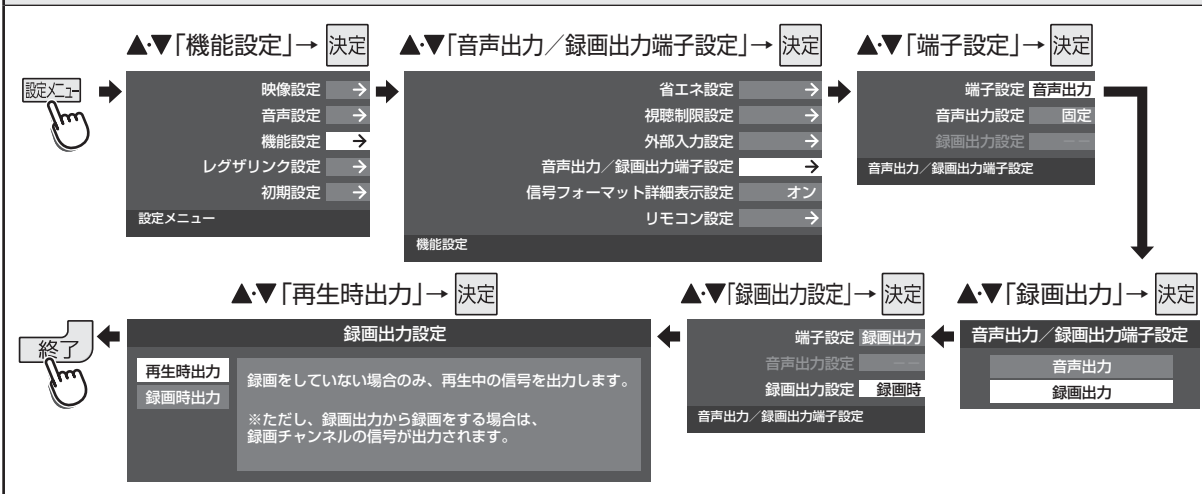 ▲・▼「機能設定」→ 決定
▲・▼「音声出力／録画出力端子設定」→ 決定
▲・▼「端子設定」→ 決定
設定メニュー
映像設定 →
音声設定 →
機能設定 →
レグザリンク設定 →
初期設定 →
設定メニュー
省エネ設定 →
視聴制限設定 →
外部入力設定 →
音声出力／録画出力端子設定 →
信号フォーマット詳細表示設定 オン
リモコン設定 →
機能設定
端子設定 音声出力
音声出力設定 固定
録画出力設定 −−
音声出力／録画出力端子設定
▲・▼「録画出力」→ 決定
音声出力／録画出力端子設定
音声出力
録画出力
▲・▼「録画出力設定」→ 決定
端子設定 録画出力
音声出力設定 −−
録画出力設定 録画時
音声出力／録画出力端子設定
▲・▼「再生時出力」→ 決定
録画出力設定
再生時出力
録画時出力
録画をしていない場合のみ、再生中の信号を出力します。
※ただし、録画出力から録画をする場合は、
録画チャンネルの信号が出力されます。
終了